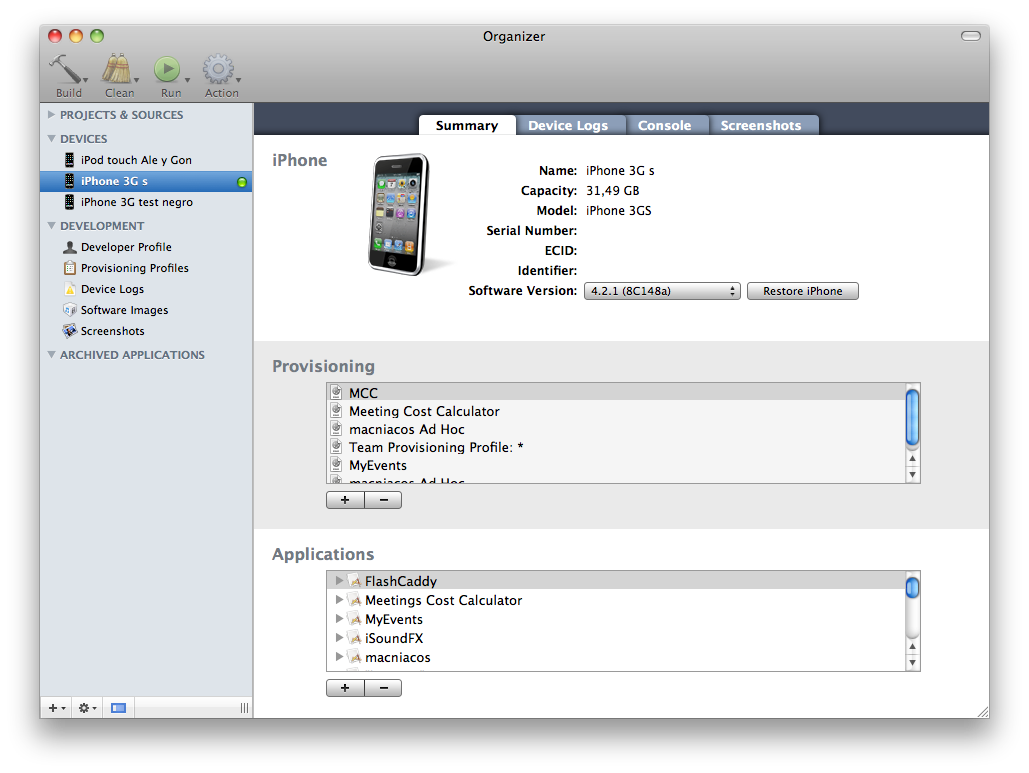 Organizer
Build
Clean
Run
Action
PROJECTS & SOURCES
DEVICES
iPod touch Ale y Gon
iPhone 3G s
iPhone 3G test negro
DEVELOPMENT
Developer Profile
Provisioning Profiles
Device Logs
Software Images
Screenshots
ARCHIVED APPLICATIONS
Summary
Device Logs
Console
Screenshots
iPhone
Name: iPhone 3G s
Capacity: 31,49 GB
Model: iPhone 3GS
Serial Number:
ECID:
Identifier:
Software Version: 4.2.1 (8C148a) Restore iPhone
Provisioning
MCC
Meeting Cost Calculator
macniacos Ad Hoc
Team Provisioning Profile: *
MyEvents
macniacos Ad Hoc
+ −
Applications
FlashCaddy
Meetings Cost Calculator
MyEvents
iSoundFX
macniacos
+ −